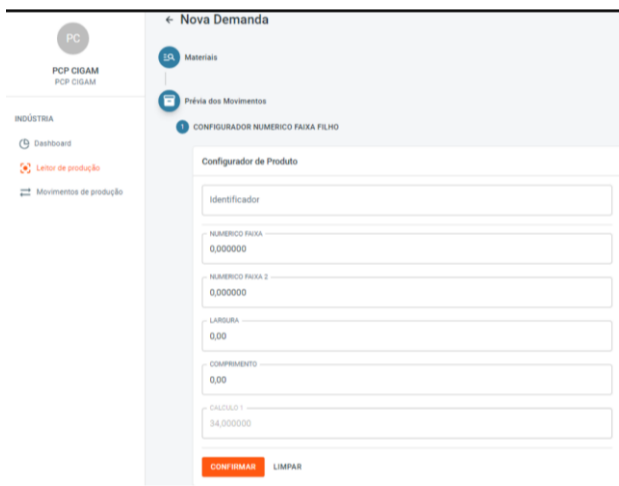 ← Nova Demanda
PC
PCP CIGAM
PCP CIGAM
INDÚSTRIA
Dashboard
Leitor de produção
Movimentos de produção
Materiais
Prévia dos Movimentos
1 CONFIGURADOR NUMERICO FAIXA FILHO
Configurador de Produto
Identificador
NUMERICO FAIXA
0,000000
NUMERICO FAIXA 2
0,000000
LARGURA
0,00
COMPRIMENTO
0,00
CALCULO 1
34,000000
CONFIRMAR LIMPAR